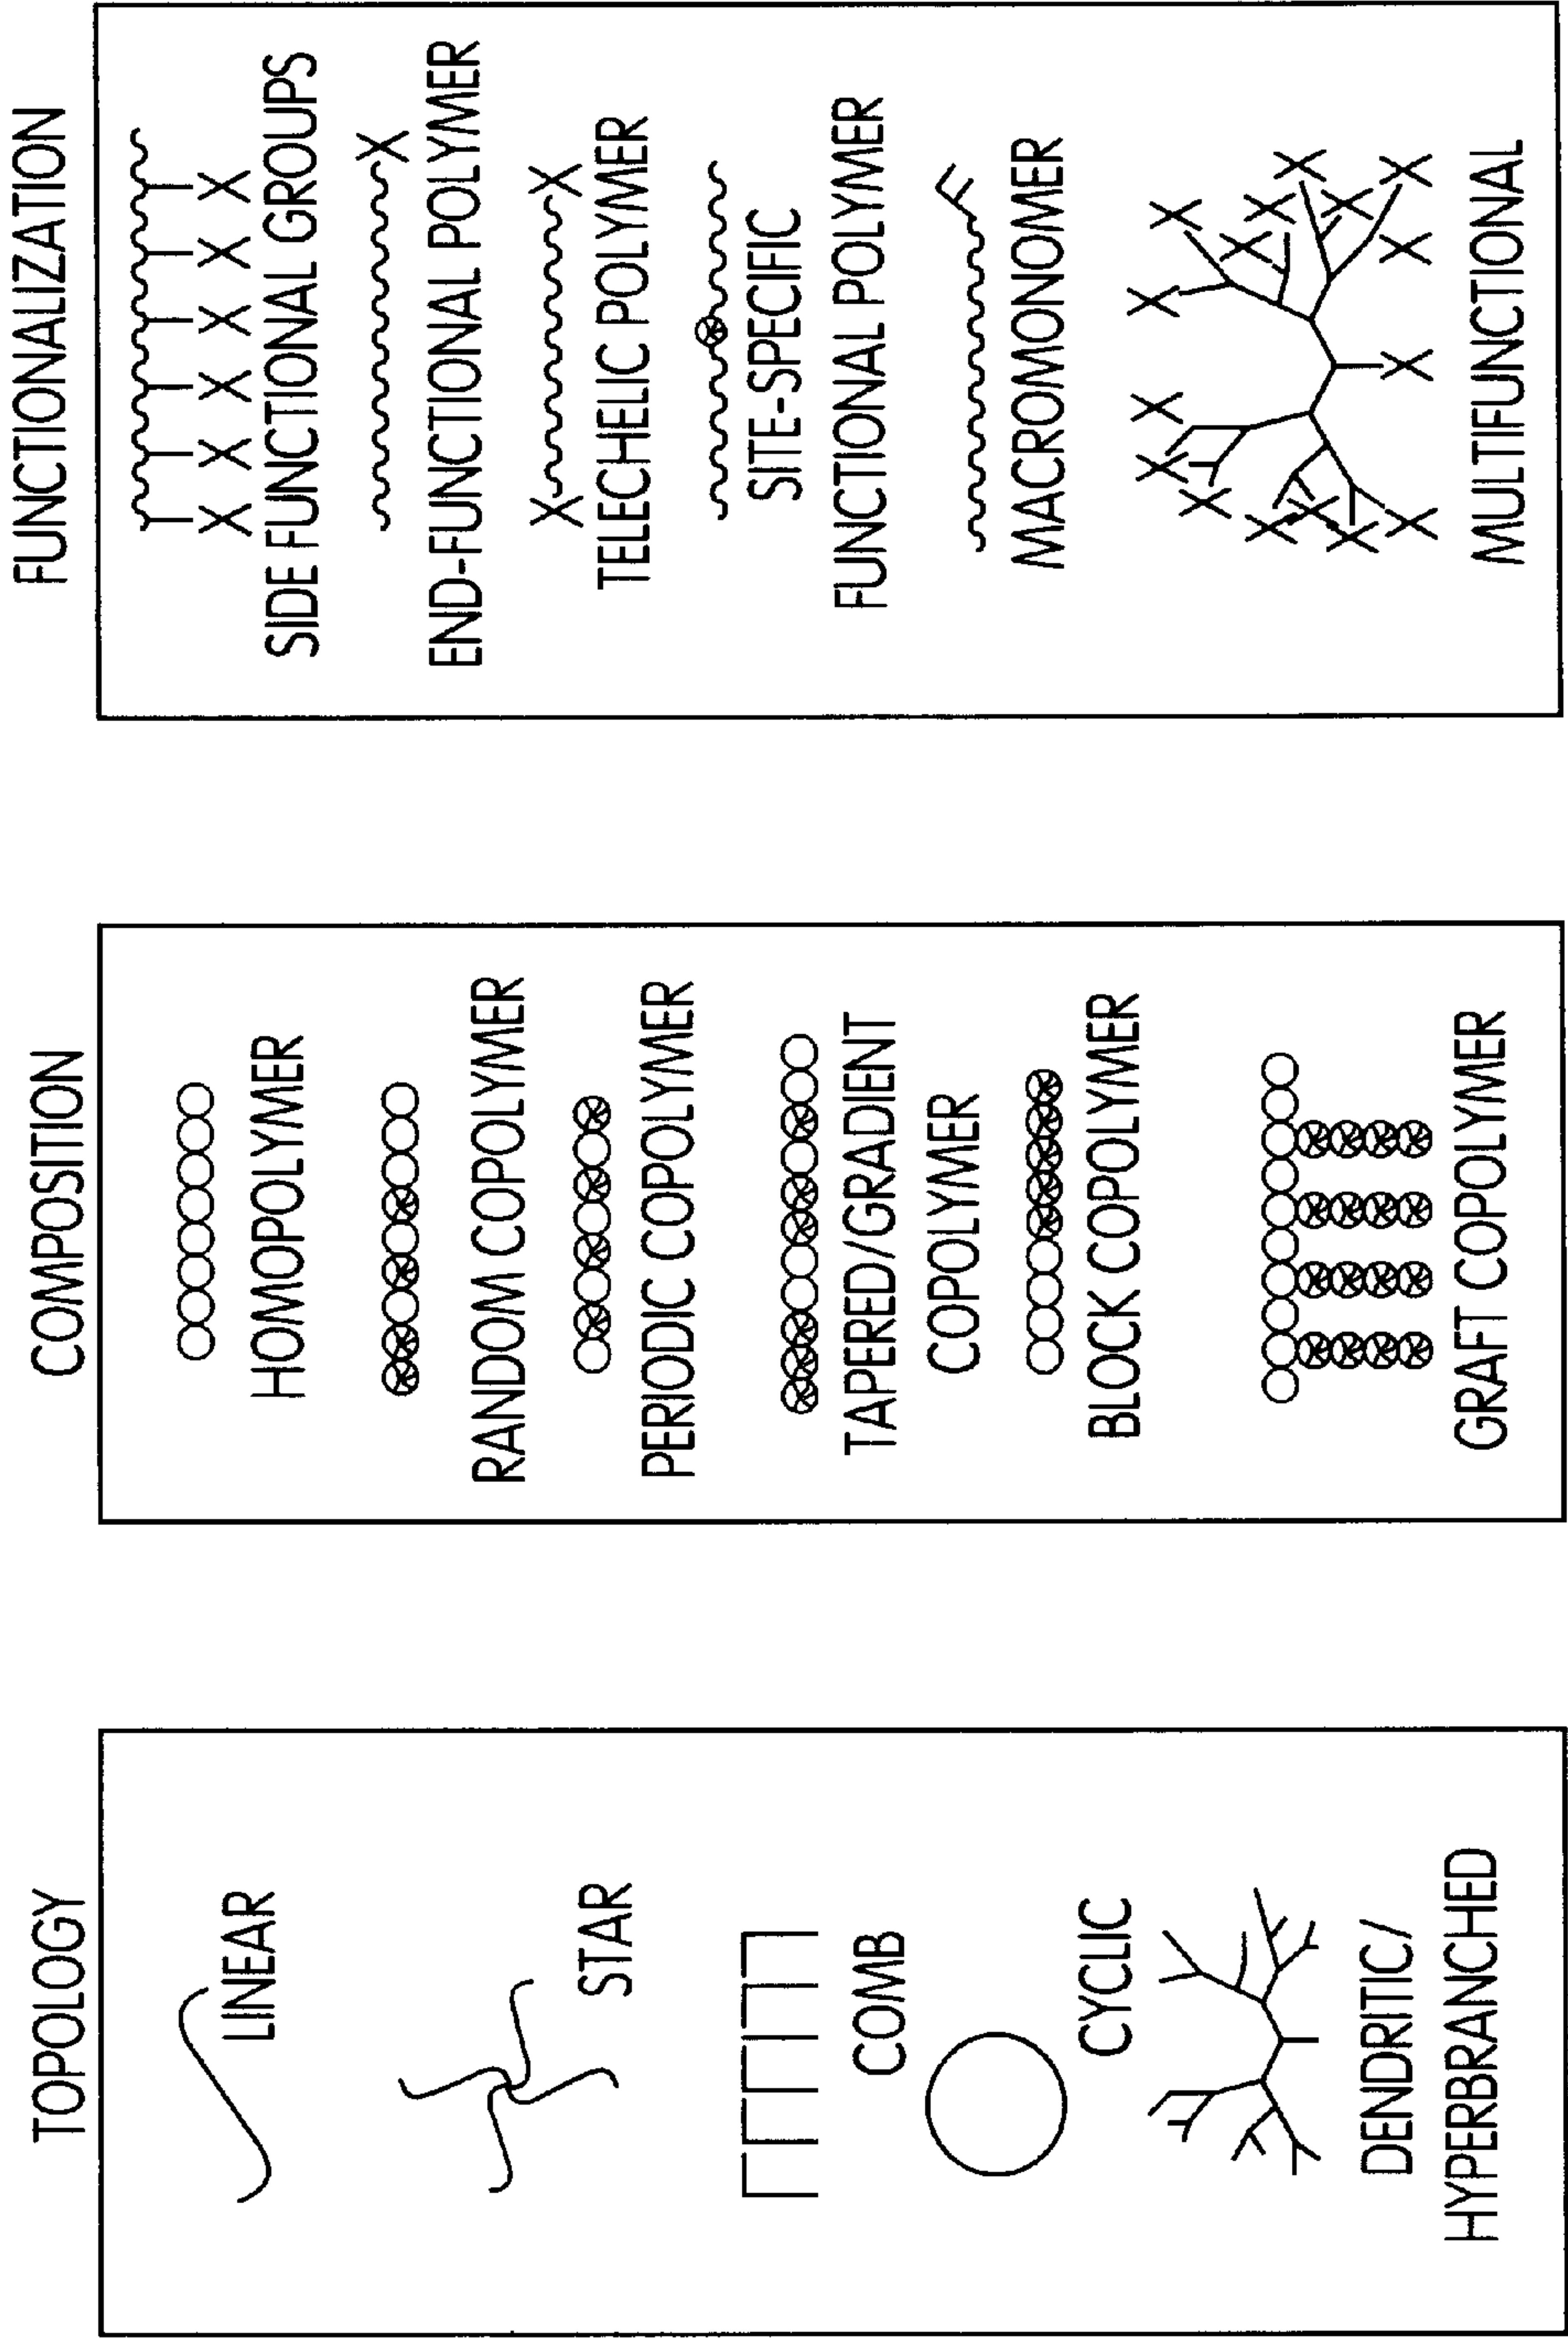 TOPOLOGY
LINEAR
STAR
COMB
CYCLIC
DENDRITIC/
HYPERBRANCHED
COMPOSITION
HOMOPOLYMER
RANDOM COPOLYMER
PERIODIC COPOLYMER
TAPERED/GRADIENT
COPOLYMER
BLOCK COPOLYMER
GRAFT COPOLYMER
FUNCTIONALIZATION
X X X X X X
SIDE FUNCTIONAL GROUPS
X
END-FUNCTIONAL POLYMER
X X
TELECHELIC POLYMER
SITE-SPECIFIC
FUNCTIONAL POLYMER
MACROMONOMER
X X X X X X X X X X X X X X X
MULTIFUNCTIONAL